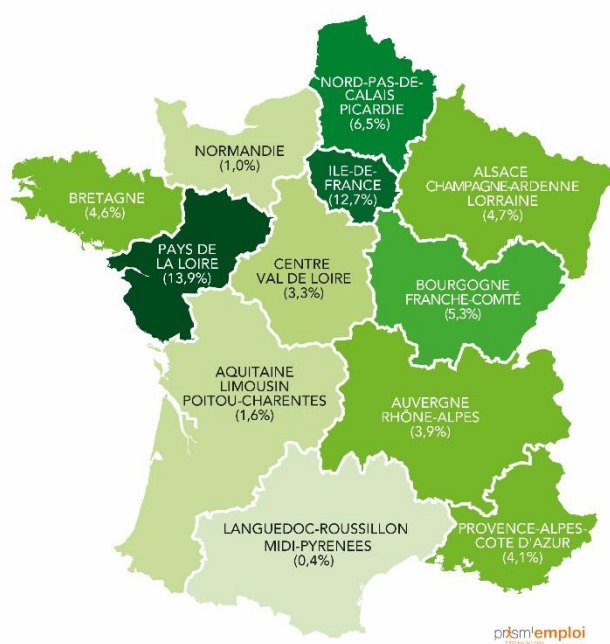 NORD-PAS-DE-
CALAIS
PICARDIE
(6,5%)
NORMANDIE
(1,0%)
ILE-DE-
FRANCE
(12,7%)
ALSACE
CHAMPAGNE-ARDENNE
LORRAINE
(4,7%)
BRETAGNE
(4,6%)
PAYS DE
LA LOIRE
(13,9%)
CENTRE
VAL DE LOIRE
(3,3%)
BOURGOGNE
FRANCHE-COMTÉ
(5,3%)
AQUITAINE
LIMOUSIN
POITOU-CHARENTES
(1,6%)
AUVERGNE
RHÔNE-ALPES
(3,9%)
LANGUEDOC-ROUSSILLON
MIDI-PYRENEES
(0,4%)
PROVENCE-ALPES-
COTE D'AZUR
(4,1%)
prism'emploi